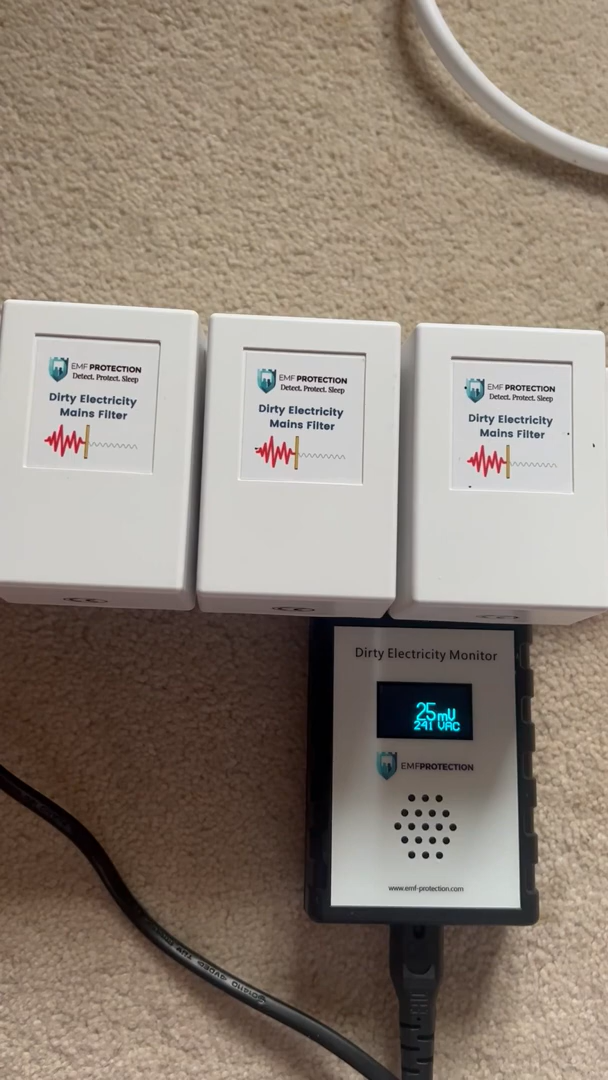 EMF PROTECTION
Detect. Protect. Sleep
Dirty Electricity
Mains Filter
EMF PROTECTION
Detect. Protect. Sleep
Dirty Electricity
Mains Filter
EMF PROTECTION
Detect. Protect. Sleep
Dirty Electricity
Mains Filter
Dirty Electricity Monitor
25mV
241 VAC
EMFPROTECTION
www.emf-protection.com